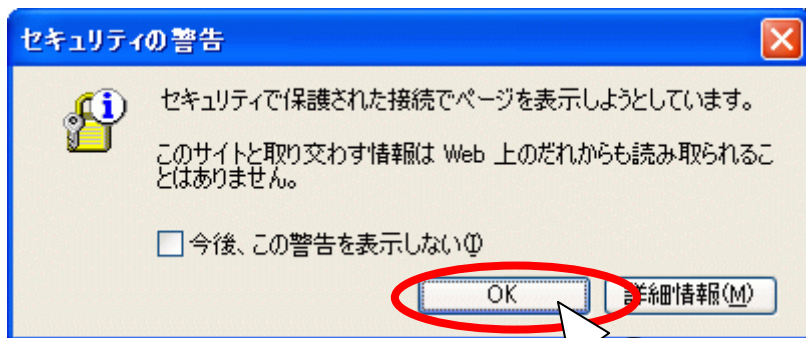 セキュリティの警告
セキュリティで保護された接続でページを表示しようとしています。
このサイトと取り交わす情報は Web 上のだれからも読み取られるこ
とはありません。
今後、この警告を表示しない(I)
OK
詳細情報(M)